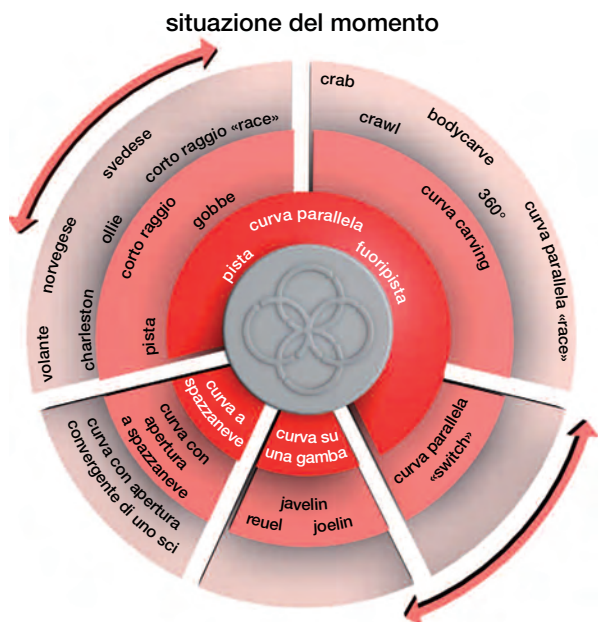 situazione del momento
crab
crawl
bodycarve
360°
curva parallela «race»
curva carving
svedese
corto raggio «race»
norvegese
ollie
corto raggio
gobbe
volante
charleston
pista
curva parallela
pista
fuoripista
curva a
spazzaneve
curva con
apertura
a spazzaneve
curva con apertura
convergente di uno sci
curva su
una gamba
javelin
reuel
joelin
curva parallela
«switch»